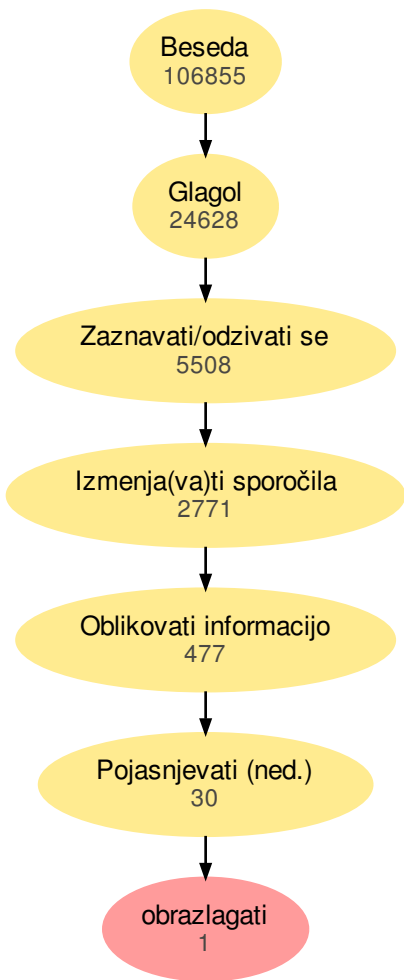 Beseda
106855
Glagol
24628
Zaznavati/odzivati se
5508
Izmenja(va)ti sporočila
2771
Oblikovati informacijo
477
Pojasnjevati (ned.)
30
obrazlagati
1